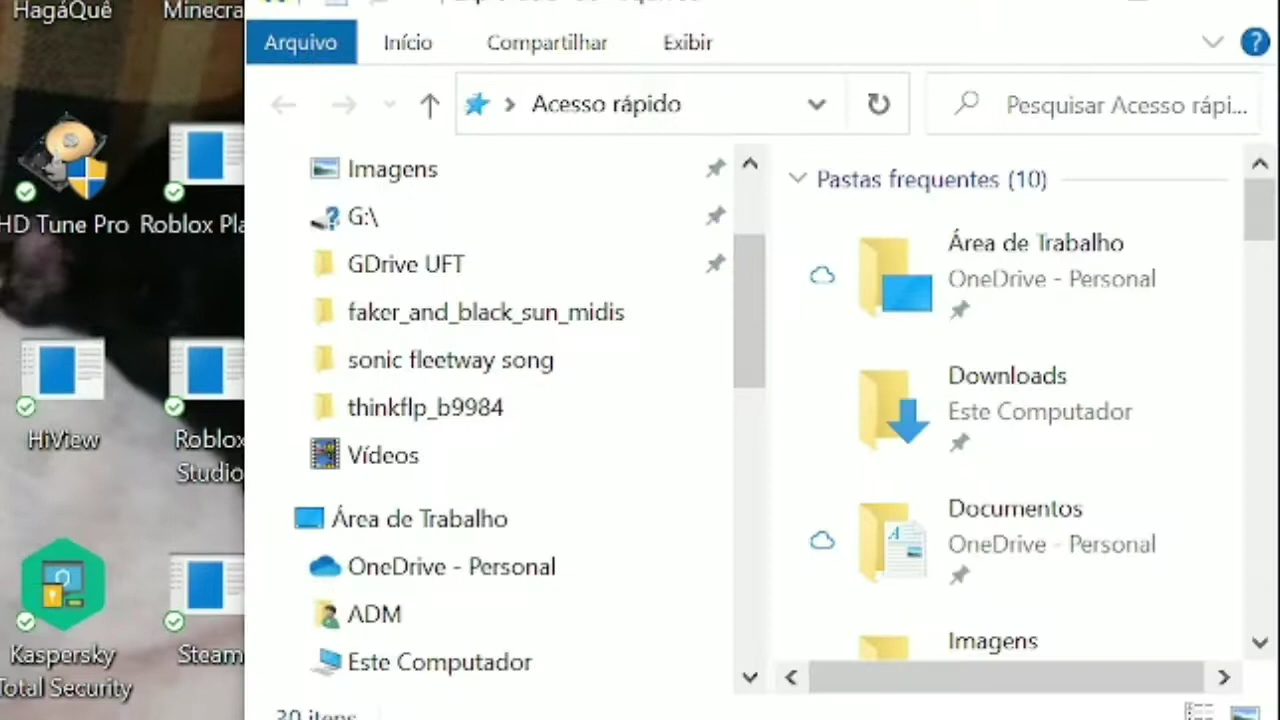 HagáQuê
Minecra
HD Tune Pro
Roblox Pla
HiView
Roblox
Studio
Kaspersky
Total Security
Steam
Arquivo
Início
Compartilhar
Exibir
?
Acesso rápido
Pesquisar Acesso rápi...
Imagens
G:\
GDrive UFT
faker_and_black_sun_midis
sonic fleetway song
thinkflp_b9984
Vídeos
Área de Trabalho
OneDrive - Personal
ADM
Este Computador
Pastas frequentes (10)
Área de Trabalho
OneDrive - Personal
Downloads
Este Computador
Documentos
OneDrive - Personal
Imagens
30 itens